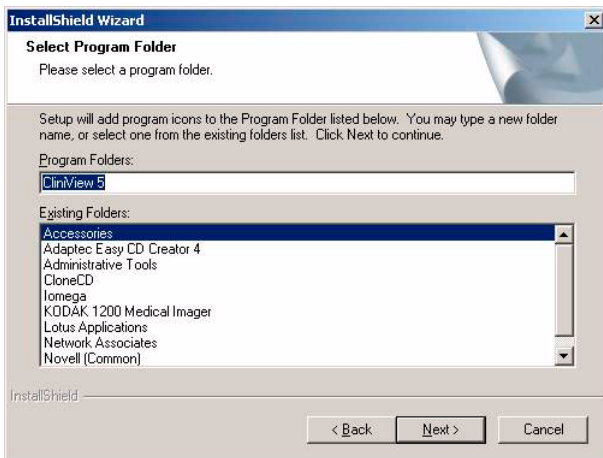 InstallShield Wizard
Select Program Folder
Please select a program folder.
Setup will add program icons to the Program Folder listed below. You may type a new folder
name, or select one from the existing folders list. Click Next to continue.
Program Folders:
CliniView 5
Existing Folders:
Accessories
Adaptec Easy CD Creator 4
Administrative Tools
CloneCD
Iomega
KODAK 1200 Medical Imager
Lotus Applications
Network Associates
Novell (Common)
InstallShield
< Back Next > Cancel